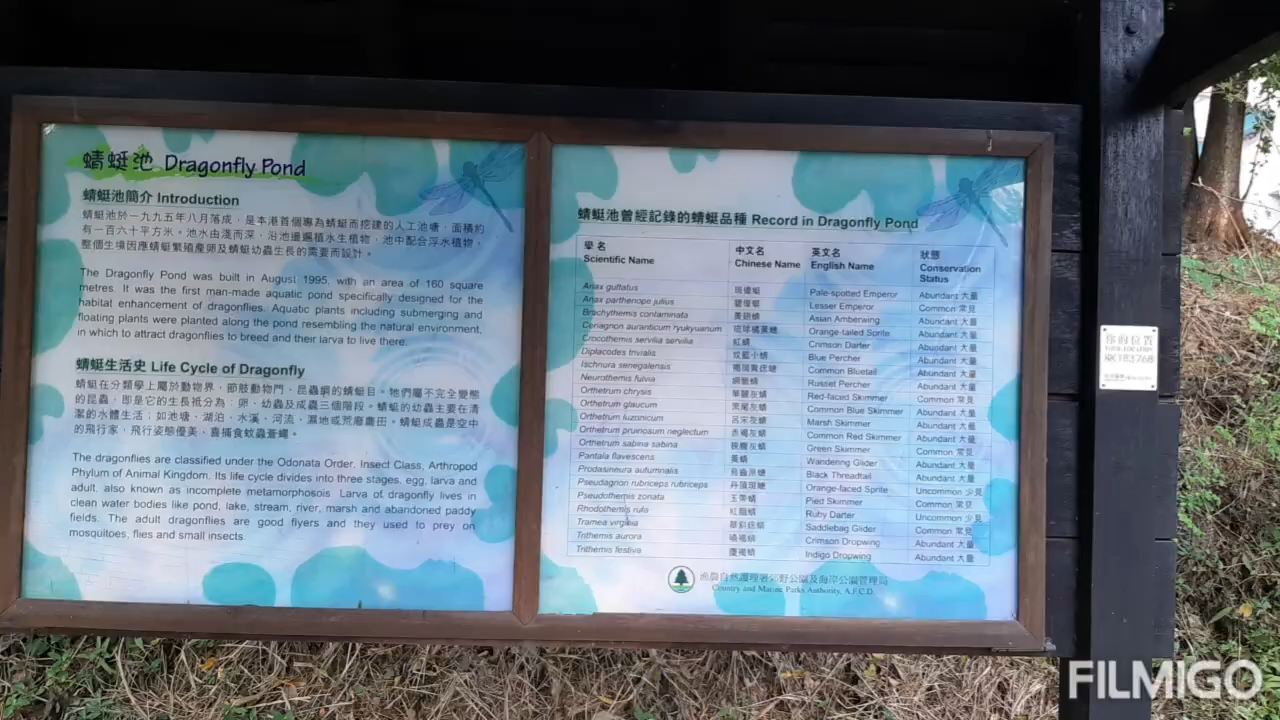 蜻蜓池 Dragonfly Pond
蜻蜓池簡介 Introduction
蜻蜓池於一九九五年八月落成，是本港首個專為蜻蜓而挖建的人工池塘，面積約
有一百六十平方米。池水由淺而深，沿池邊遍植水生植物，池中配合浮水植物，
整個生境因應蜻蜓繁殖產卵及蜻蜓幼蟲生長的需要而設計。
The Dragonfly Pond was built in August 1995, with an area of 160 square
metres. It was the first man-made aquatic pond specifically designed for the
habitat enhancement of dragonflies. Aquatic plants including submerging and
floating plants were planted along the pond resembling the natural environment,
in which to attract dragonflies to breed and their larva to live there.
蜻蜓生活史 Life Cycle of Dragonfly
蜻蜓在分類學上屬於動物界，節肢動物門，昆蟲綱的蜻蜓目。牠們屬不完全變態
的昆蟲，即是它的生長祇分為：卵、幼蟲及成蟲三個階段。蜻蜓的幼蟲主要在清
潔的水體生活；如池塘、湖泊、水溪、河流、濕地或荒廢農田。蜻蜓成蟲是空中
的飛行家，飛行姿態優美，喜捕食蚊蟲蒼蠅。
The dragonflies are classified under the Odonata Order, Insect Class, Arthropod
Phylum of Animal Kingdom. Its life cycle divides into three stages, egg, larva and
adult, also known as incomplete metamorphosis. Larva of dragonfly lives in
clean water bodies like pond, lake, stream, river, marsh and abandoned paddy
fields. The adult dragonflies are good flyers and they used to prey on
mosquitoes, flies and small insects.
蜻蜓池曾經記錄的蜻蜓品種 Record in Dragonfly Pond
學名 中文名 英文名 狀態
Scientific Name Chinese Name English Name Conservation Status
Anax guttatus 斑偉蜓 Pale-spotted Emperor Abundant 大量
Anax parthenope julius 碧偉蜓 Lesser Emperor Common 常見
Brachythemis contaminata 黃翅蜻 Asian Amberwing Abundant 大量
Ceriagrion auranticum ryukyuanum 琉球橘黃蟌 Orange-tailed Sprite Abundant 大量
Crocothemis servilia servilia 紅蜻 Crimson Darter Abundant 大量
Diplacodes trivialis 紋藍小蜻 Blue Percher Abundant 大量
Ischnura senegalensis 褐斑異痣蟌 Common Bluetail Abundant 大量
Neurothemis fulvia 網脈蜻 Russet Percher Abundant 大量
Orthetrum chrysis 華麗灰蜻 Red-faced Skimmer Common 常見
Orthetrum glaucum 黑尾灰蜻 Common Blue Skimmer Abundant 大量
Orthetrum luzonicum 呂宋灰蜻 Marsh Skimmer Abundant 大量
Orthetrum pruinosum neglectum 赤褐灰蜻 Common Red Skimmer Abundant 大量
Orthetrum sabina sabina 狹腹灰蜻 Green Skimmer Common 常見
Pantala flavescens 黃蜻 Wandering Glider Abundant 大量
Prodasineura autumnalis 烏齒原蟌 Black Threadtail Abundant 大量
Pseudagrion rubriceps rubriceps 丹頂斑蟌 Orange-faced Sprite Uncommon 少見
Pseudothemis zonata 玉帶蜻 Pied Skimmer Common 常見
Rhodothemis rufa 紅胭蜻 Ruby Darter Uncommon 少見
Tramea virginia 華斜痣蜻 Saddlebag Glider Common 常見
Trithemis aurora 曉褐蜻 Crimson Dropwing Abundant 大量
Trithemis festiva 慶褐蜻 Indigo Dropwing Abundant 大量
漁農自然護理署郊野公園及海岸公園管理局
Country and Marine Parks Authority, A.F.C.D.
你的位置
YOUR LOCATION
FILMIGO